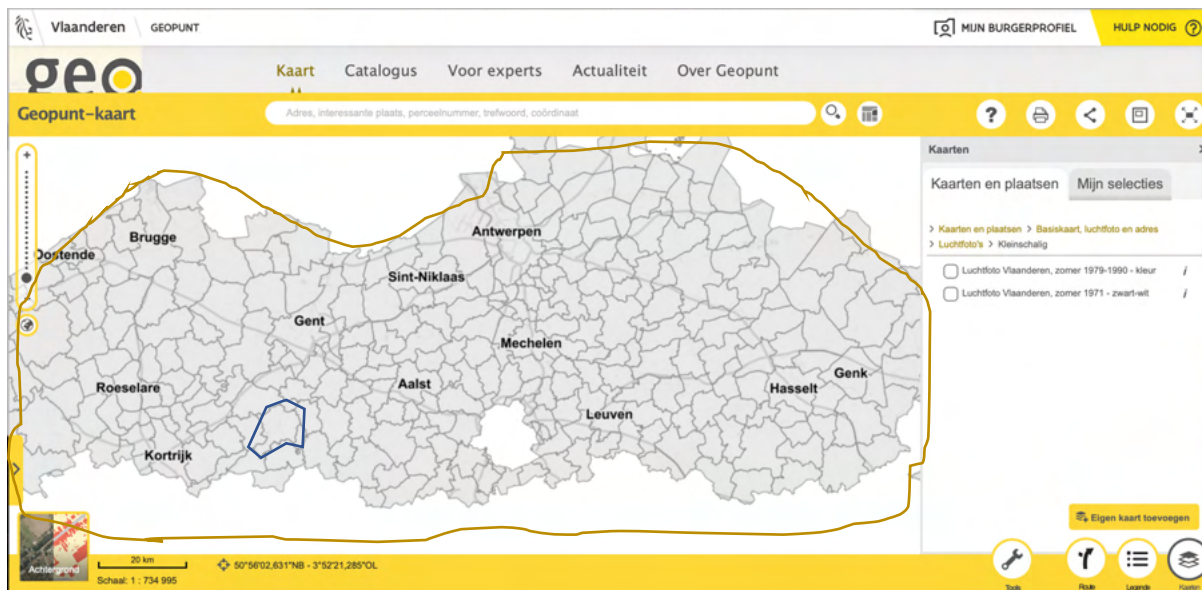 Vlaanderen GEOPUNT MIJN BURGERPROFIEL HULP NODIG ?
geo Kaart Catalogus Voor experts Actualiteit Over Geopunt
Geopunt-kaart Adres, interessante plaats, perceelnummer, trefwoord, coördinaat ?
Kaarten
Kaarten en plaatsen Mijn selecties
> Kaarten en plaatsen > Basiskaart, luchtfoto en adres
> Luchtfoto's > Kleinschalig
Luchtfoto Vlaanderen, zomer 1979-1990 - kleur i
Luchtfoto Vlaanderen, zomer 1971 - zwart-wit i
Brugge
Oostende
Antwerpen
Sint-Niklaas
Gent
Mechelen
Roeselare
Aalst
Hasselt
Genk
Leuven
Kortrijk
Eigen kaart toevoegen
Achtergrond
20 km
Schaal: 1 : 734 995
50°56'02,631"NB - 3°52'21,285"OL
Tools Route Legende Kaarten